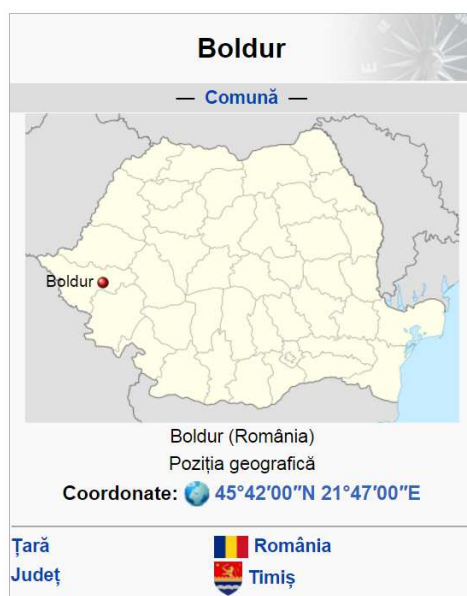 Boldur
— Comună —
Boldur
Boldur (România)
Poziția geografică
Coordonate: 45°42′00″N 21°47′00″E
Țară România
Județ Timiș